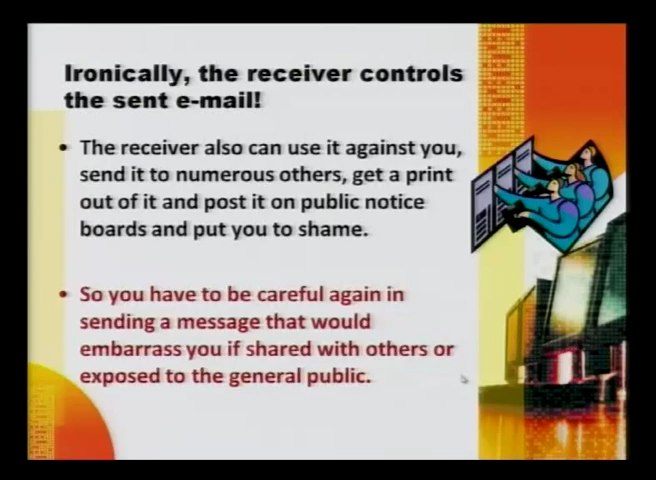 Ironically, the receiver controls
the sent e-mail!
• The receiver also can use it against you,
send it to numerous others, get a print
out of it and post it on public notice
boards and put you to shame.
• So you have to be careful again in
sending a message that would
embarrass you if shared with others or
exposed to the general public.